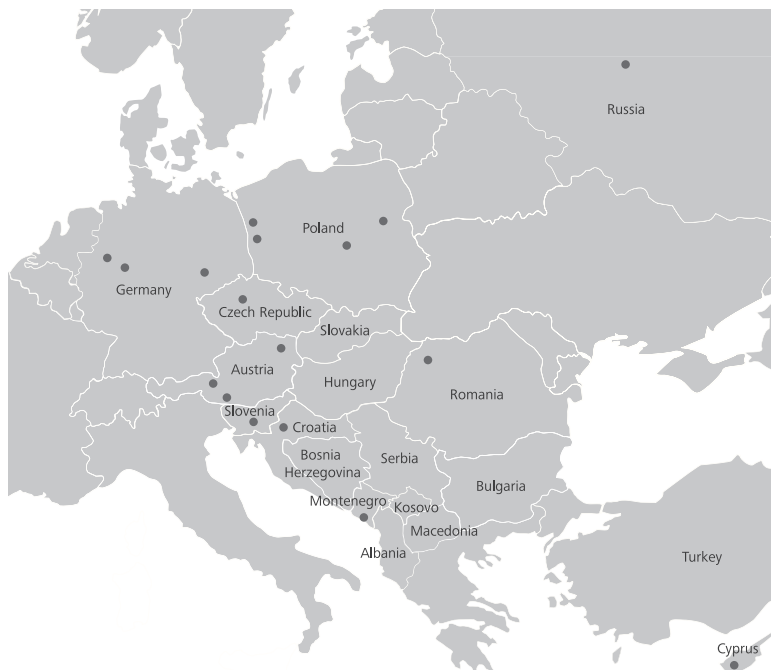 Russia
Poland
Germany
Czech Republic
Slovakia
Austria
Hungary
Romania
Slovenia
Croatia
Bosnia
Herzegovina
Serbia
Bulgaria
Montenegro
Kosovo
Macedonia
Albania
Turkey
Cyprus